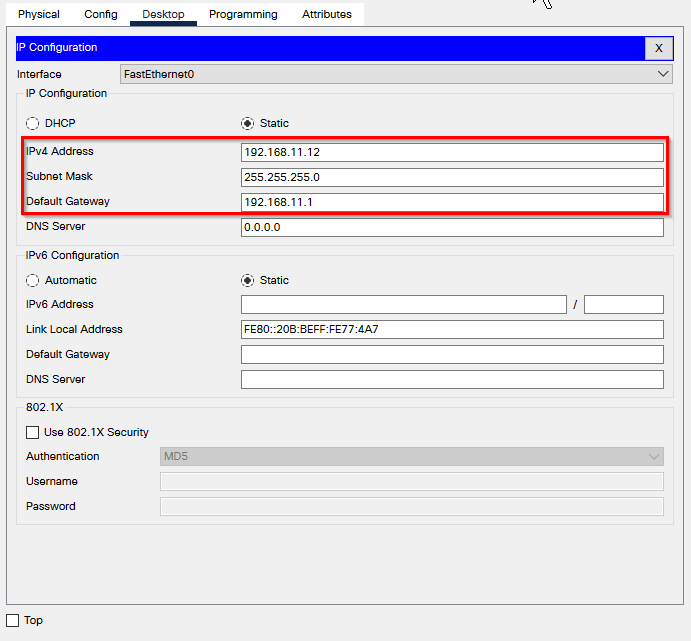 Physical Config Desktop Programming Attributes
IP Configuration X
Interface FastEthernet0
IP Configuration
DHCP Static
IPv4 Address 192.168.11.12
Subnet Mask 255.255.255.0
Default Gateway 192.168.11.1
DNS Server 0.0.0.0
IPv6 Configuration
Automatic Static
IPv6 Address /
Link Local Address FE80::20B:BEFF:FE77:4A7
Default Gateway
DNS Server
802.1X
Use 802.1X Security
Authentication MD5
Username
Password
Top